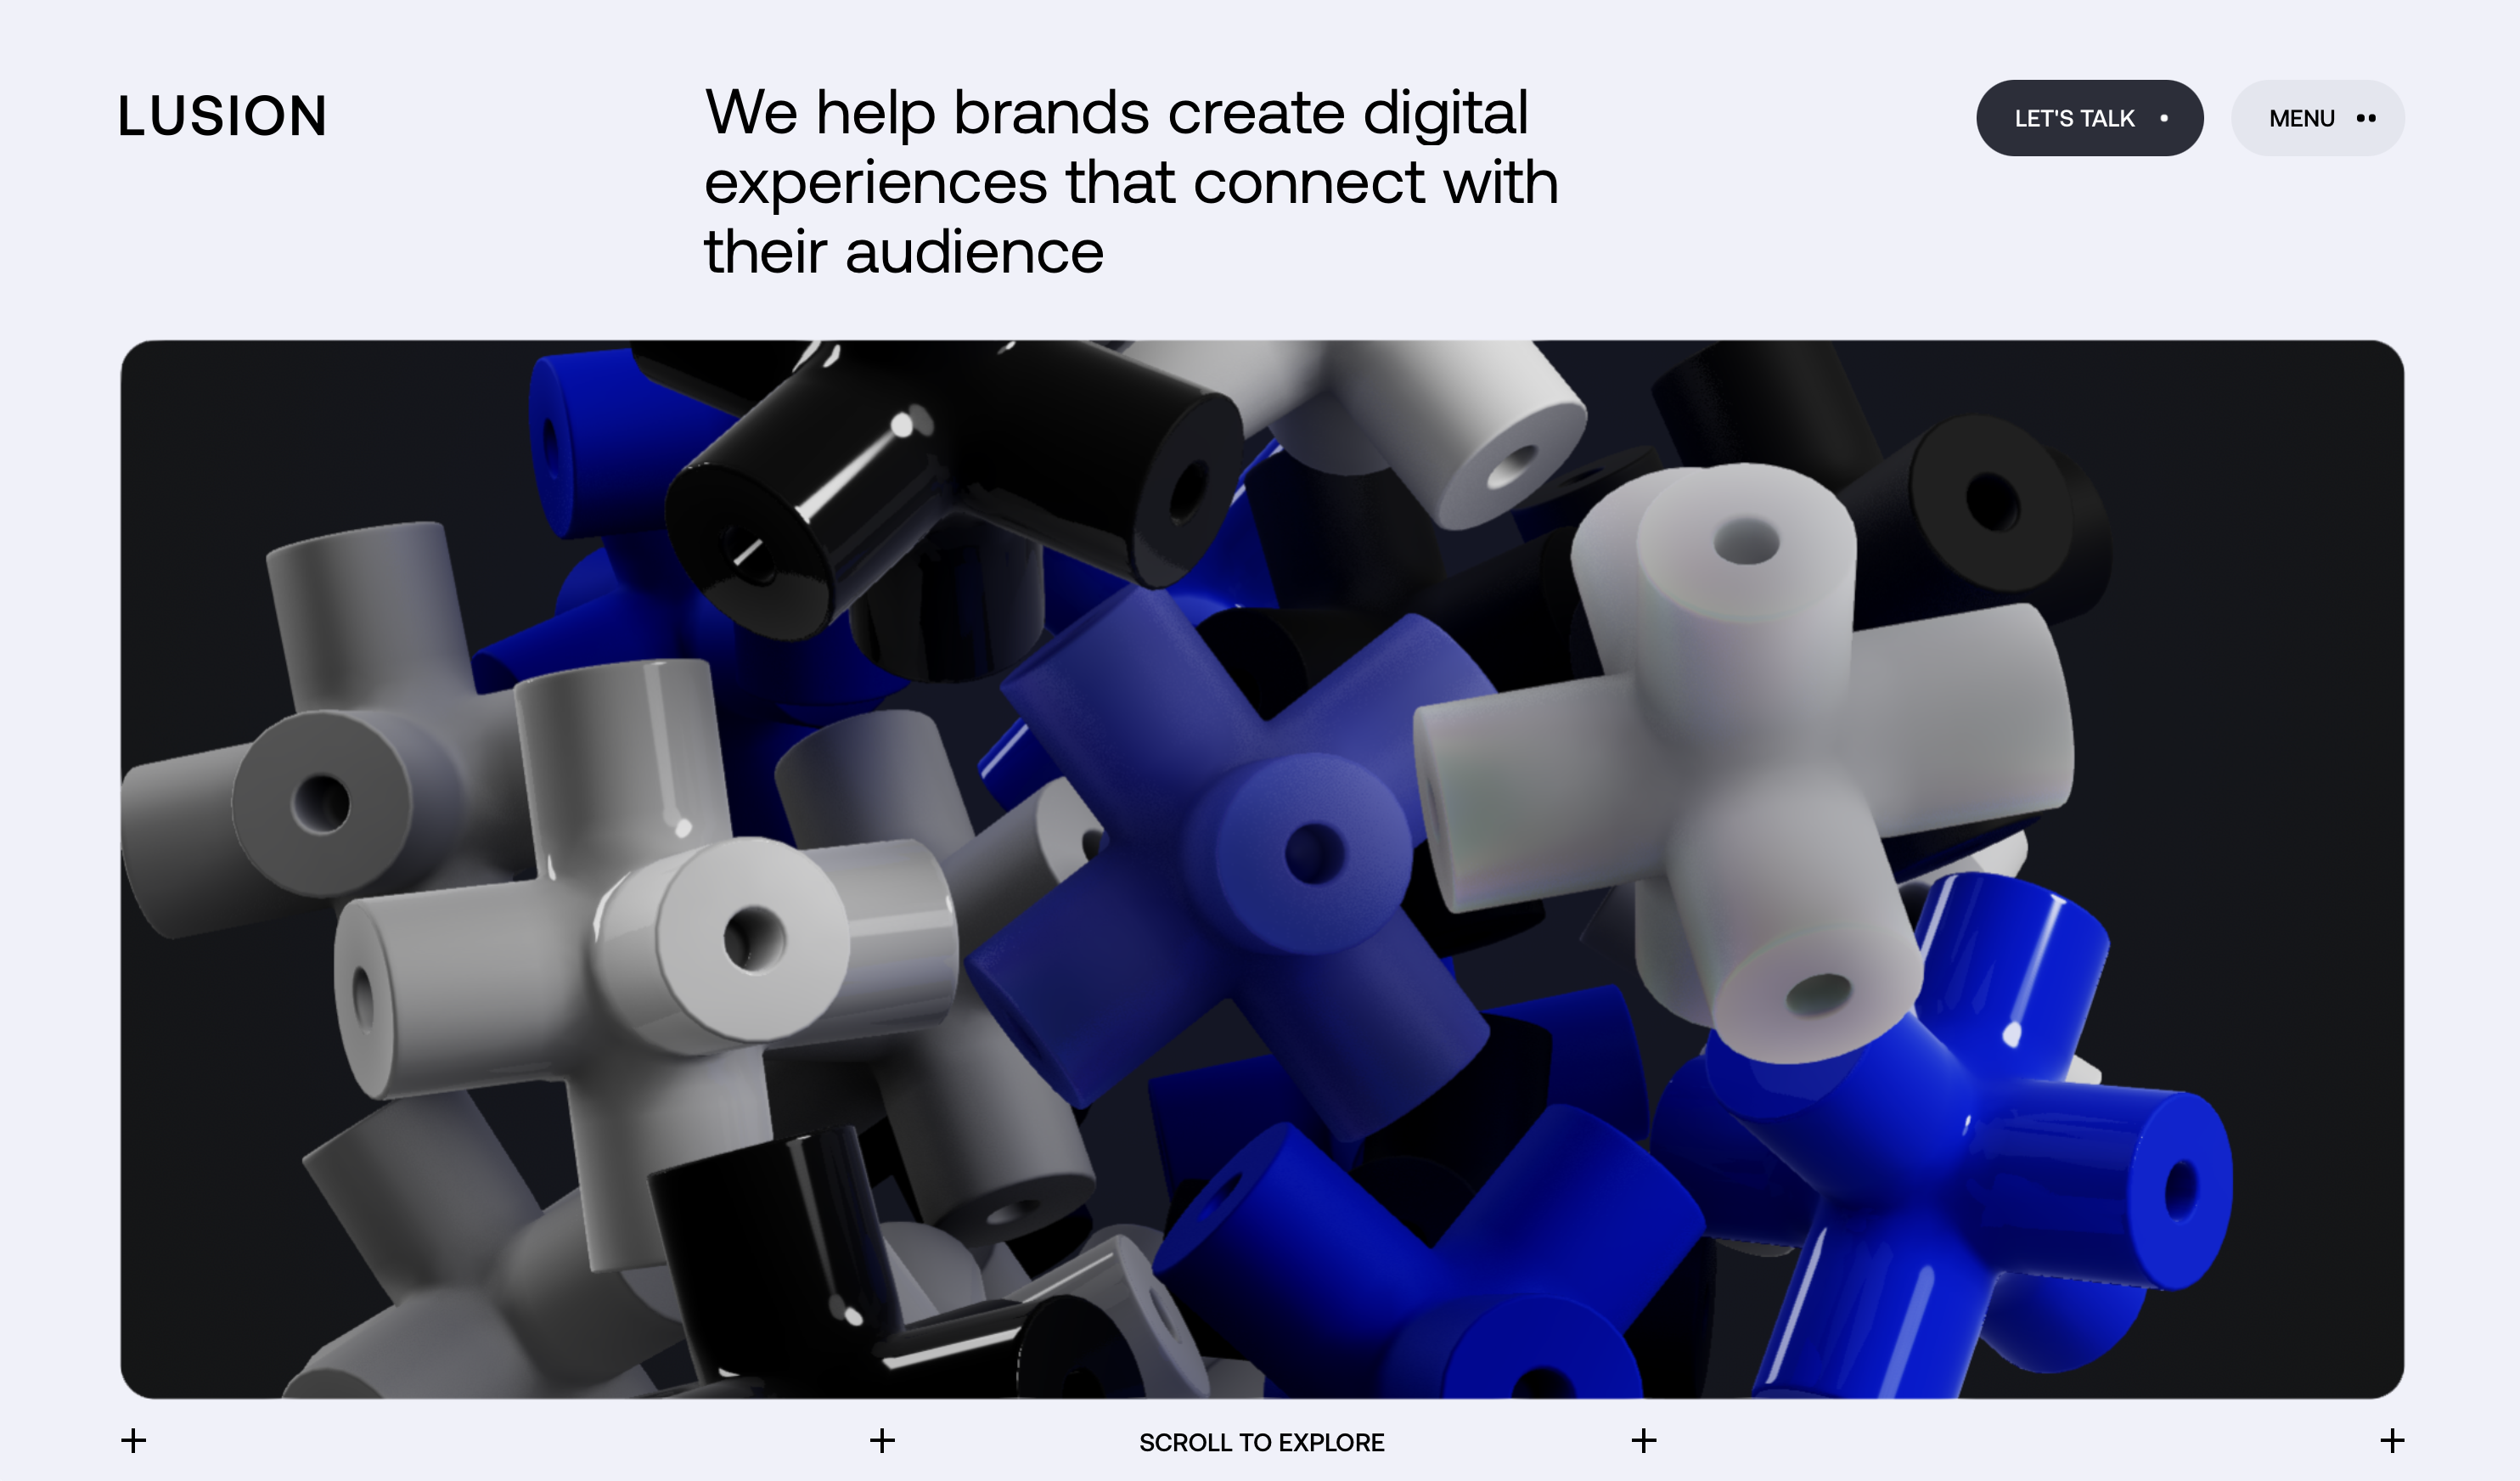 LUSION
We help brands create digital
experiences that connect with
their audience
LET'S TALK
MENU
SCROLL TO EXPLORE